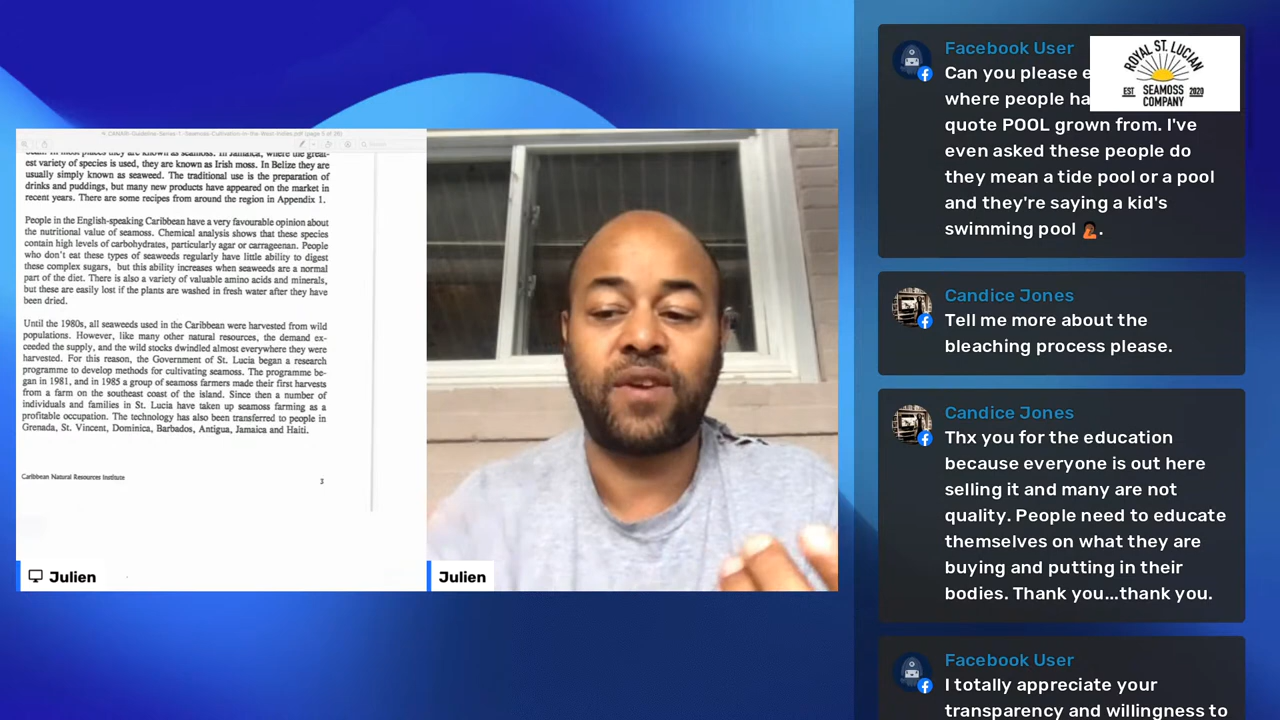 CANARI-Guideline-Series-1.-Seamoss-Cultivation-in-the-West-Indies.pdf (page 5 of 28)
Search
In most places they are known as seamoss. In Jamaica, where the great-
est variety of species is used, they are known as Irish moss. In Belize they are
usually simply known as seaweed. The traditional use is the preparation of
drinks and puddings, but many new products have appeared on the market in
recent years. There are some recipes from around the region in Appendix 1.
People in the English-speaking Caribbean have a very favourable opinion about
the nutritional value of seamoss. Chemical analysis shows that these species
contain high levels of carbohydrates, particularly agar or carrageenan. People
who don't eat these types of seaweeds regularly have little ability to digest
these complex sugars, but this ability increases when seaweeds are a normal
part of the diet. There is also a variety of valuable amino acids and minerals,
but these are easily lost if the plants are washed in fresh water after they have
been dried.
Until the 1980s, all seaweeds used in the Caribbean were harvested from wild
populations. However, like many other natural resources, the demand ex-
ceeded the supply, and the wild stocks dwindled almost everywhere they were
harvested. For this reason, the Government of St. Lucia began a research
programme to develop methods for cultivating seamoss. The programme be-
gan in 1981, and in 1985 a group of seamoss farmers made their first harvests
from a farm on the southeast coast of the island. Since then a number of
individuals and families in St. Lucia have taken up seamoss farming as a
profitable occupation. The technology has also been transferred to people in
Grenada, St. Vincent, Dominica, Barbados, Antigua, Jamaica and Haiti.
Caribbean Natural Resources Institute
3
Julien
Julien
Facebook User
Can you please e
where people ha
quote POOL grown from. I've
even asked these people do
they mean a tide pool or a pool
and they're saying a kid's
swimming pool 🤦🏾.
ROYAL ST. LUCIAN
EST SEAMOSS 2020
COMPANY
Candice Jones
Tell me more about the
bleaching process please.
Candice Jones
Thx you for the education
because everyone is out here
selling it and many are not
quality. People need to educate
themselves on what they are
buying and putting in their
bodies. Thank you...thank you.
Facebook User
I totally appreciate your
transparency and willingness to